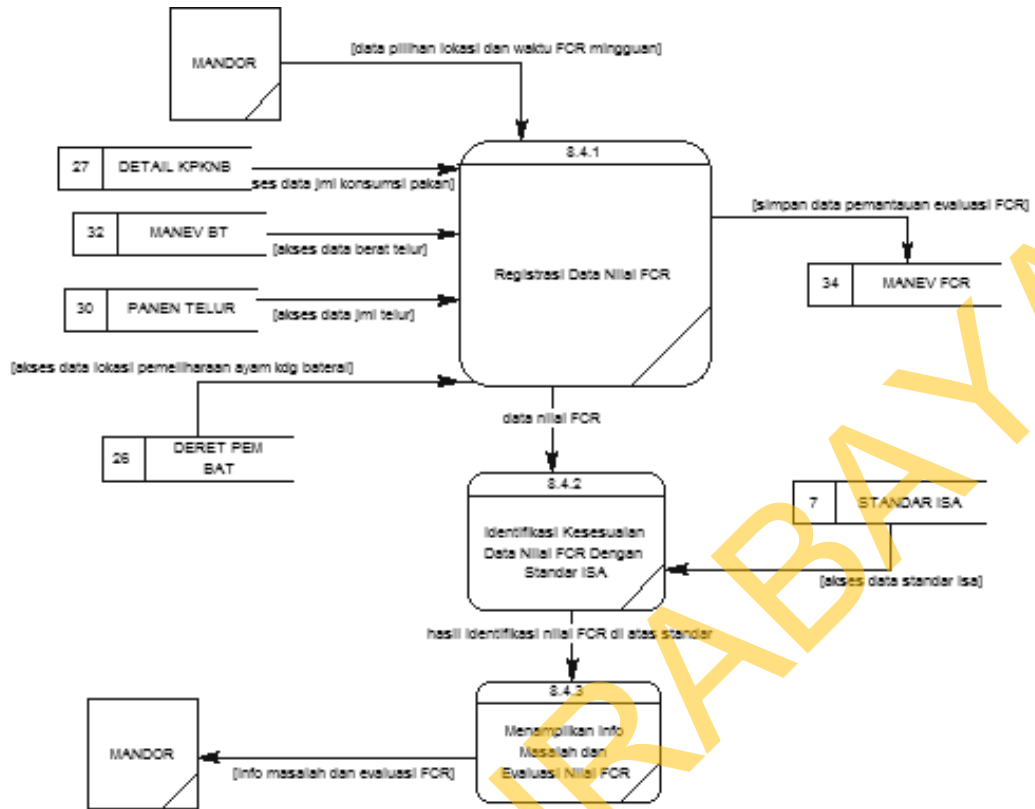 MANDOR
[data pilihan lokasi dan waktu FCR mingguan]
8.4.1
Registrasi Data Nilai FCR
27 DETAIL KPKNB
ses data jml konsumsi pakan]
32 MANEV BT
[akses data berat telur]
30 PANEN TELUR
[akses data jml telur]
[akses data lokasi pemeliharaan ayam kdg baterai]
26 DERET PEM
BAT
[simpan data pemantauan evaluasi FCR]
34 MANEV FCR
data nilai FCR
8.4.2
Identifikasi Kesesuaian
Data Nilai FCR Dengan
Standar ISA
7 STANDAR ISA
[akses data standar isa]
hasil identifikasi nilai FCR di atas standar
8.4.3
Menampilkan Info
Masalah dan
Evaluasi Nilai FCR
MANDOR
[info masalah dan evaluasi FCR]
RABAYA